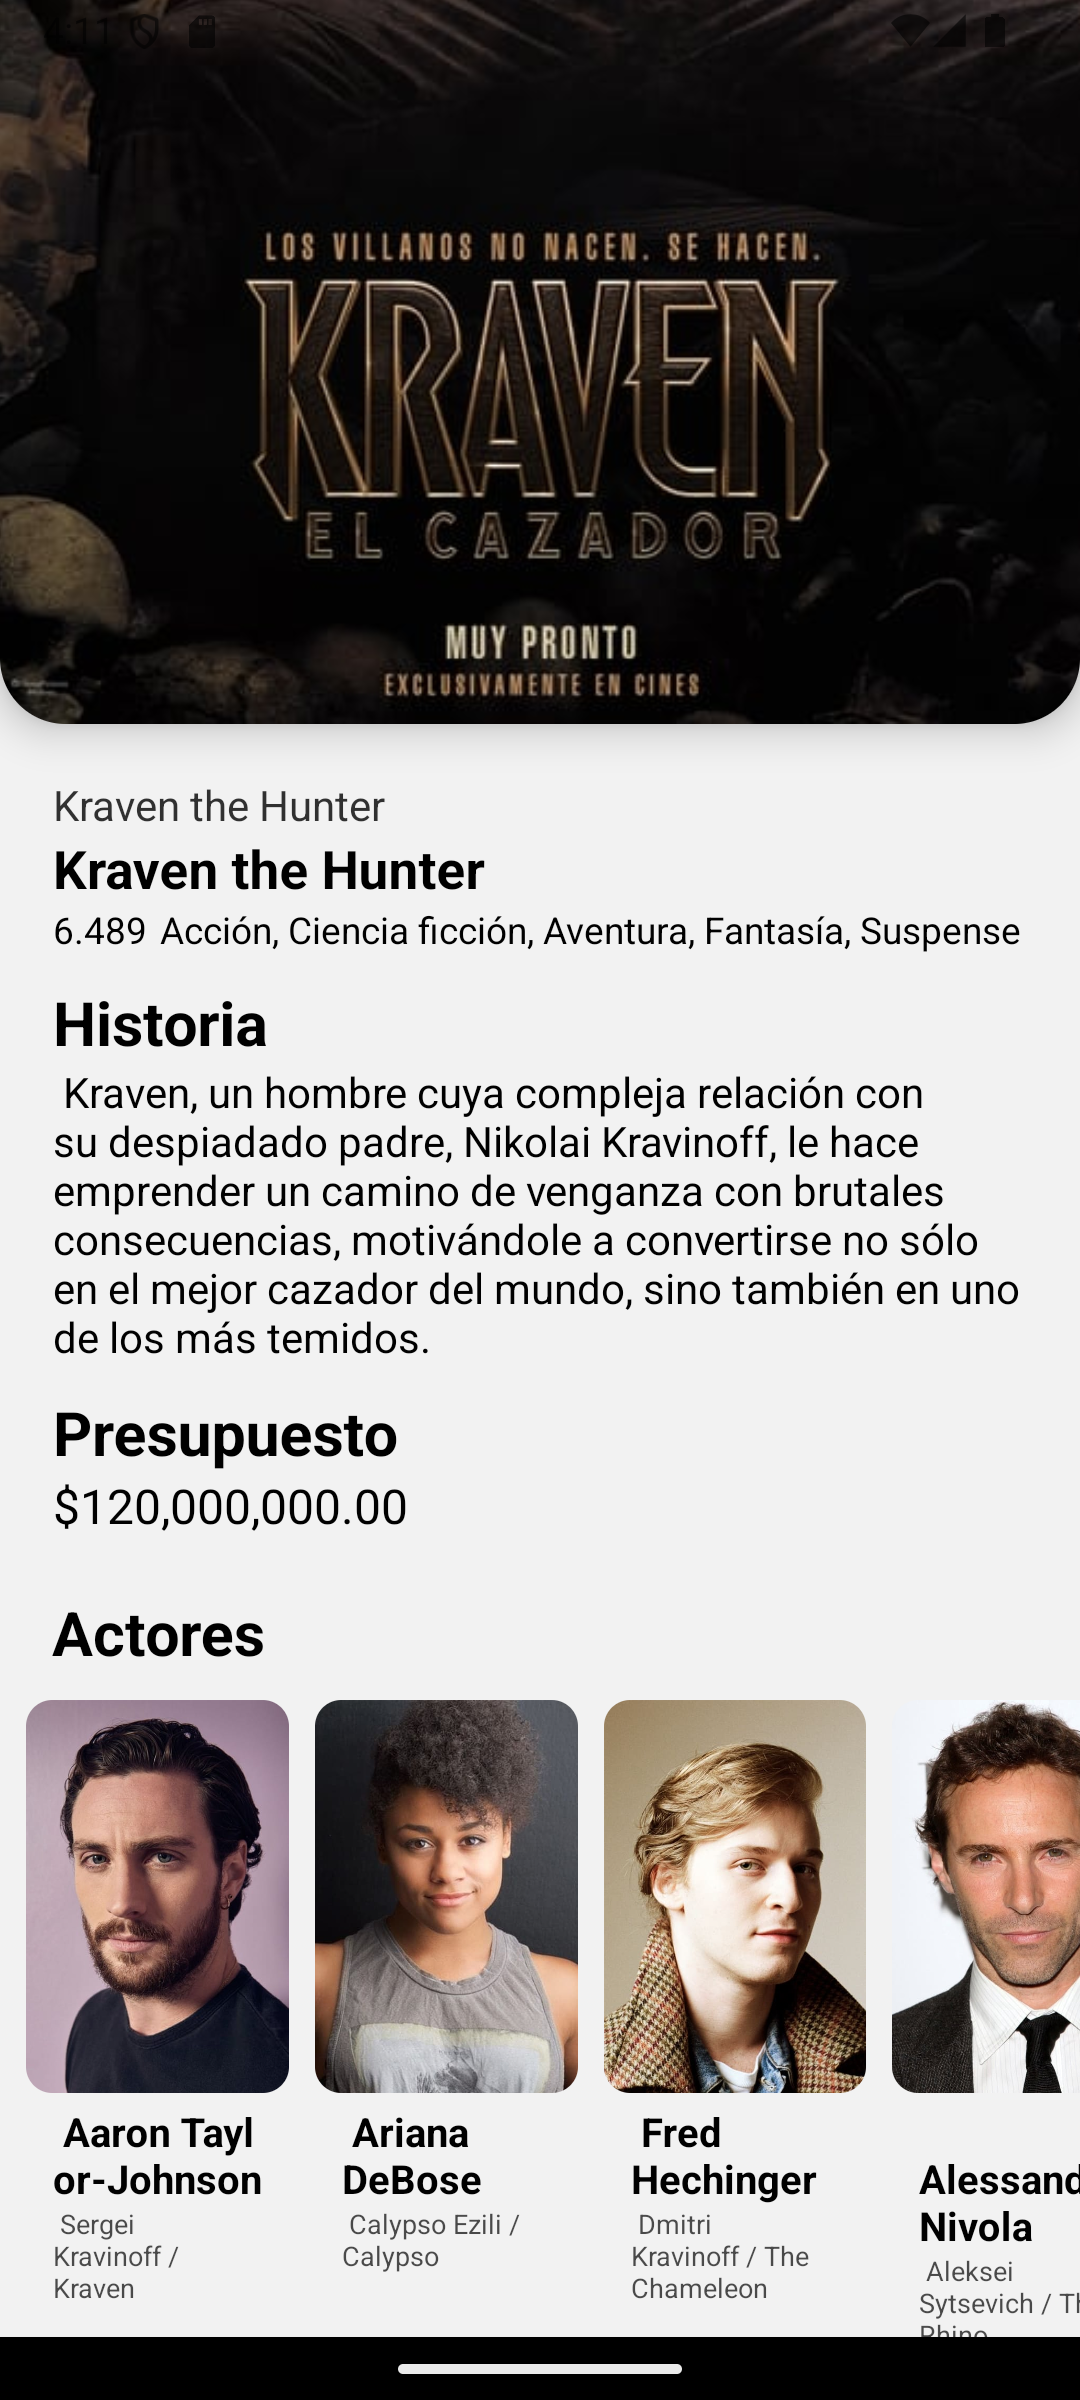 4:11
LOS VILLANOS NO NACEN. SE HACEN.
KRAVEN
EL CAZADOR
MUY PRONTO
EXCLUSIVAMENTE EN CINES
Kraven the Hunter
Kraven the Hunter
6.489 Acción, Ciencia ficción, Aventura, Fantasía, Suspense
Historia
Kraven, un hombre cuya compleja relación con
su despiadado padre, Nikolai Kravinoff, le hace
emprender un camino de venganza con brutales
consecuencias, motivándole a convertirse no sólo
en el mejor cazador del mundo, sino también en uno
de los más temidos.
Presupuesto
$120,000,000.00
Actores
Aaron Tayl
or-Johnson
Sergei
Kravinoff /
Kraven
Ariana
DeBose
Calypso Ezili /
Calypso
Fred
Hechinger
Dmitri
Kravinoff / The
Chameleon
Alessand
Nivola
Aleksei
Sytsevich / Th
Rhino